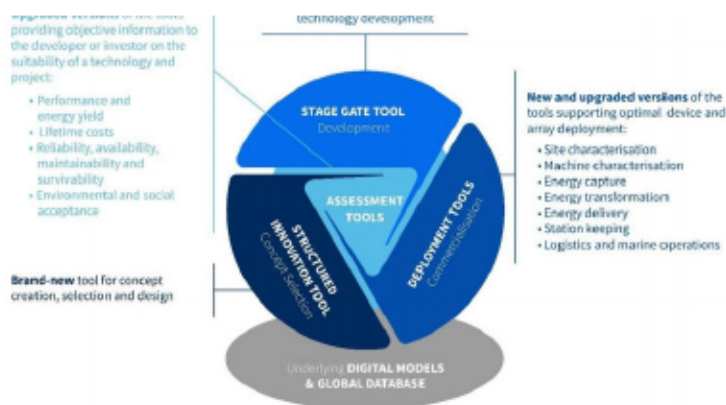 Upgraded versions of the tools
providing objective information to
the developer or investor on the
suitability of a technology and
project:
• Performance and
energy yield
• Lifetime costs
• Reliability, availability,
maintainability and
survivability
• Environmental and social
acceptance
Brand-new tool for concept
creation, selection and design
technology development
STAGE GATE TOOL
Development
ASSESSMENT
TOOLS
STRUCTURED
INNOVATION TOOL
Concept Selection
DEPLOYMENT TOOLS
Commercialisation
Underlying DIGITAL MODELS
& GLOBAL DATABASE
New and upgraded versions of the
tools supporting optimal device and
array deployment:
• Site characterisation
• Machine characterisation
• Energy capture
• Energy transformation
• Energy delivery
• Station keeping
• Logistics and marine operations